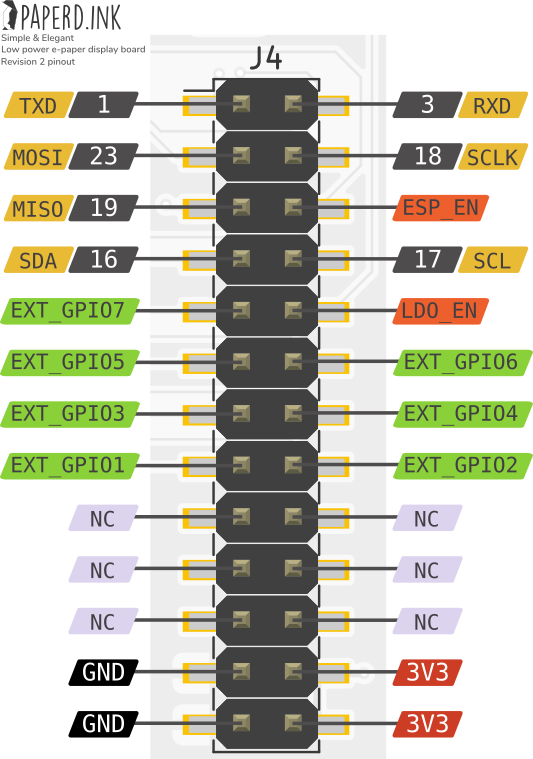 PAPERD.INK
Simple & Elegant
Low power e-paper display board
Revision 2 pinout
J4
TXD 1 3 RXD
MOSI 23 18 SCLK
MISO 19 ESP_EN
SDA 16 17 SCL
EXT_GPIO7 LDO_EN
EXT_GPIO5 EXT_GPIO6
EXT_GPIO3 EXT_GPIO4
EXT_GPIO1 EXT_GPIO2
NC NC
NC NC
NC NC
GND 3V3
GND 3V3